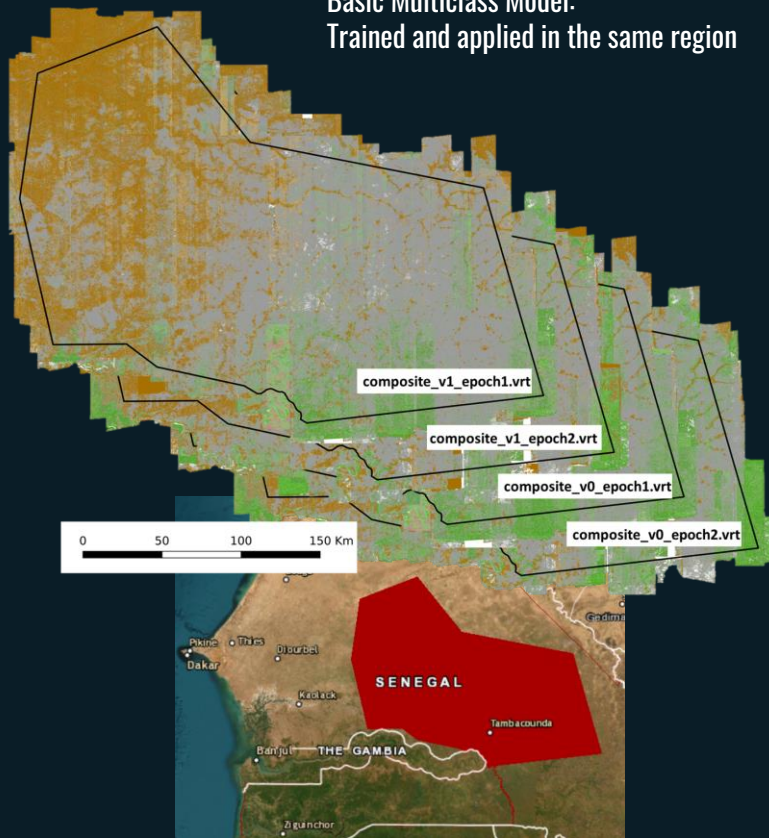 Basic Multiclass Model:
Trained and applied in the same region
composite_v1_epoch1.vrt
composite_v1_epoch2.vrt
composite_v0_epoch1.vrt
composite_v0_epoch2.vrt
0 50 100 150 Km
Pikine
Thies
Dakar
Diourbel
SENEGAL
Kaolack
Tambacounda
Banjul
THE GAMBIA
Ziguinchor